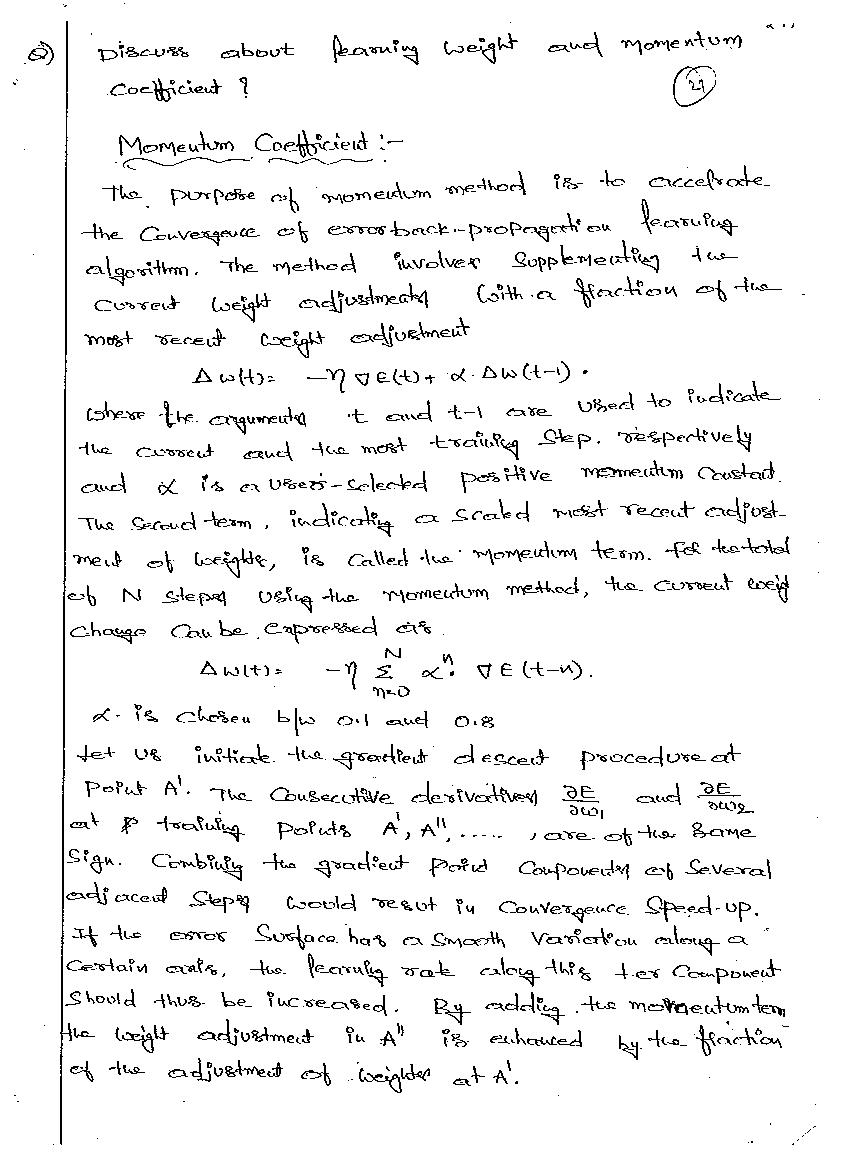 Q) Discuss about learning weight and momentum
Coefficient ?
27
Momentum Coefficient :-
The purpose of momentum method is to accelrate
the Convergence of error back-propagation learning
algorithm. The method involves Supplementing the
Current weight adjustments With a ffraction of the
most recent weight adjustment
Δw(t)= -η∇E(t) + α.Δw(t-1).
Where the arguments t and t-1 are used to indicate
the current and the most training Step. respectively
and α is a user-selected positive momentum Constant.
The Second term, indicating a scaled most recent adjust-
ment of weights, is called the momentum term. for the total
of N steps using the momentum method, the current weig
Change Can be expressed as
Δw(t)= -η Σ_{n=0}^{N} α^n. ∇E(t-n).
α. is chosen b/w 0.1 and 0.8
Let us initiate the gradient descent procedure at
Point A'. The Consecutive derivatives ∂E/∂w1 and ∂E/∂w2
at training points A', A'', ....., are of the Same
Sign. Combining the gradient point Components of Several
adjacent Steps would resut in Convergence Speed-up.
If the error Surface has a Smooth Variation along a
Certain axis, the learning rate along this ter Component
Should thus be increased. By adding the momentum term
the weight adjustment in A'' is enhanced by the ffraction
of the adjustment of weights at A'.